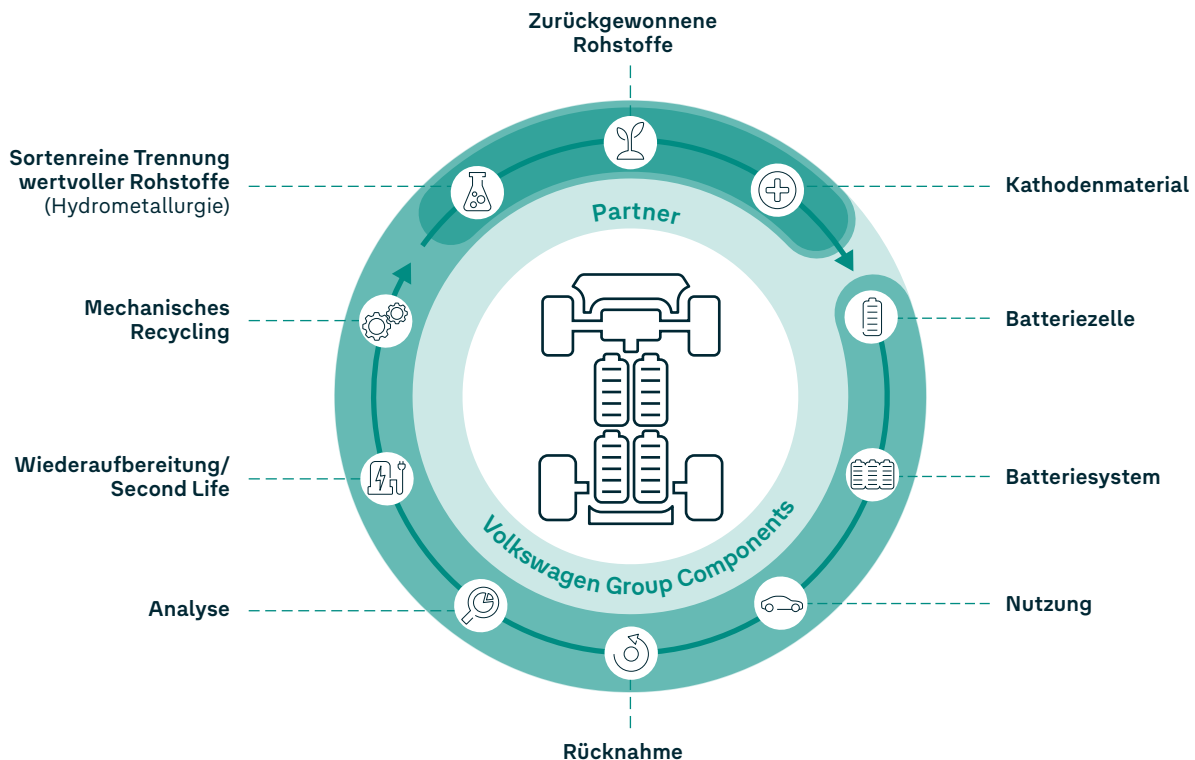 Zurückgewonnene
Rohstoffe
Sortenreine Trennung
wertvoller Rohstoffe
(Hydrometallurgie)
Kathodenmaterial
Partner
Mechanisches
Recycling
Batteriezelle
Wiederaufbereitung/
Second Life
Batteriesystem
Volkswagen Group Components
Analyse
Nutzung
Rücknahme